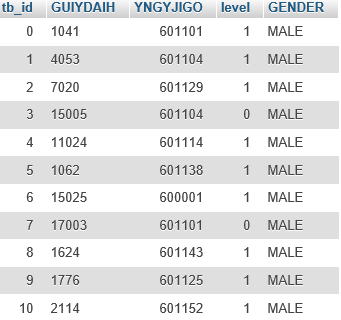 tb_id GUIYDAIH YNGYJIGO level GENDER
0 1041 601101 1 MALE
1 4053 601104 1 MALE
2 7020 601129 1 MALE
3 15005 601104 0 MALE
4 11024 601114 1 MALE
5 1062 601138 1 MALE
6 15025 600001 1 MALE
7 17003 601101 0 MALE
8 1624 601143 1 MALE
9 1776 601125 1 MALE
10 2114 601152 1 MALE